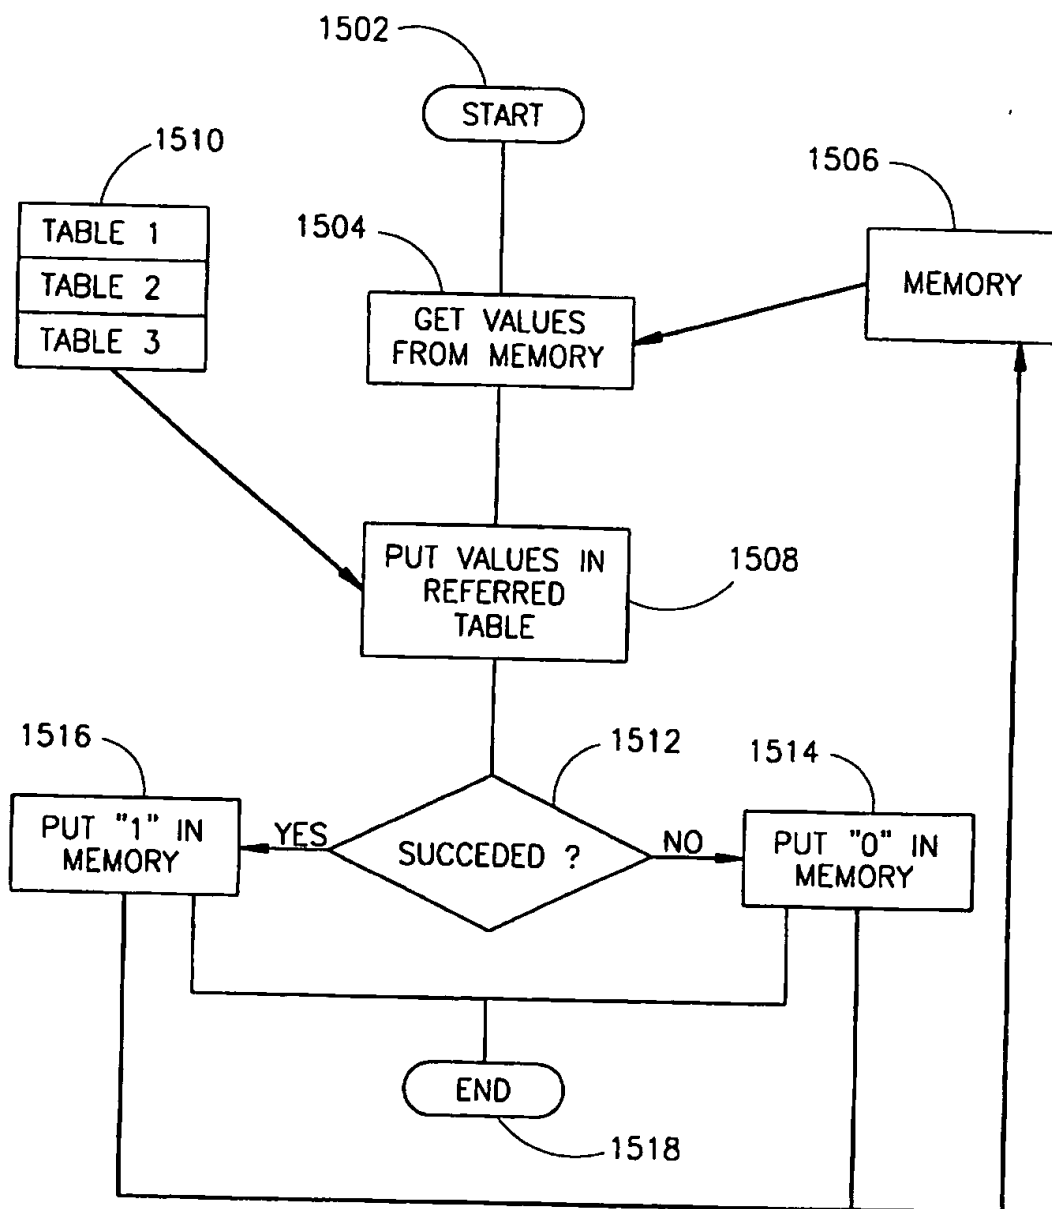 1502
START
1510
1506
TABLE 1
TABLE 2
TABLE 3
1504
GET VALUES
FROM MEMORY
MEMORY
PUT VALUES IN
REFERRED
TABLE
1508
1516
1512
1514
PUT "1" IN
MEMORY
YES
SUCCEDED ?
NO
PUT "0" IN
MEMORY
END
1518